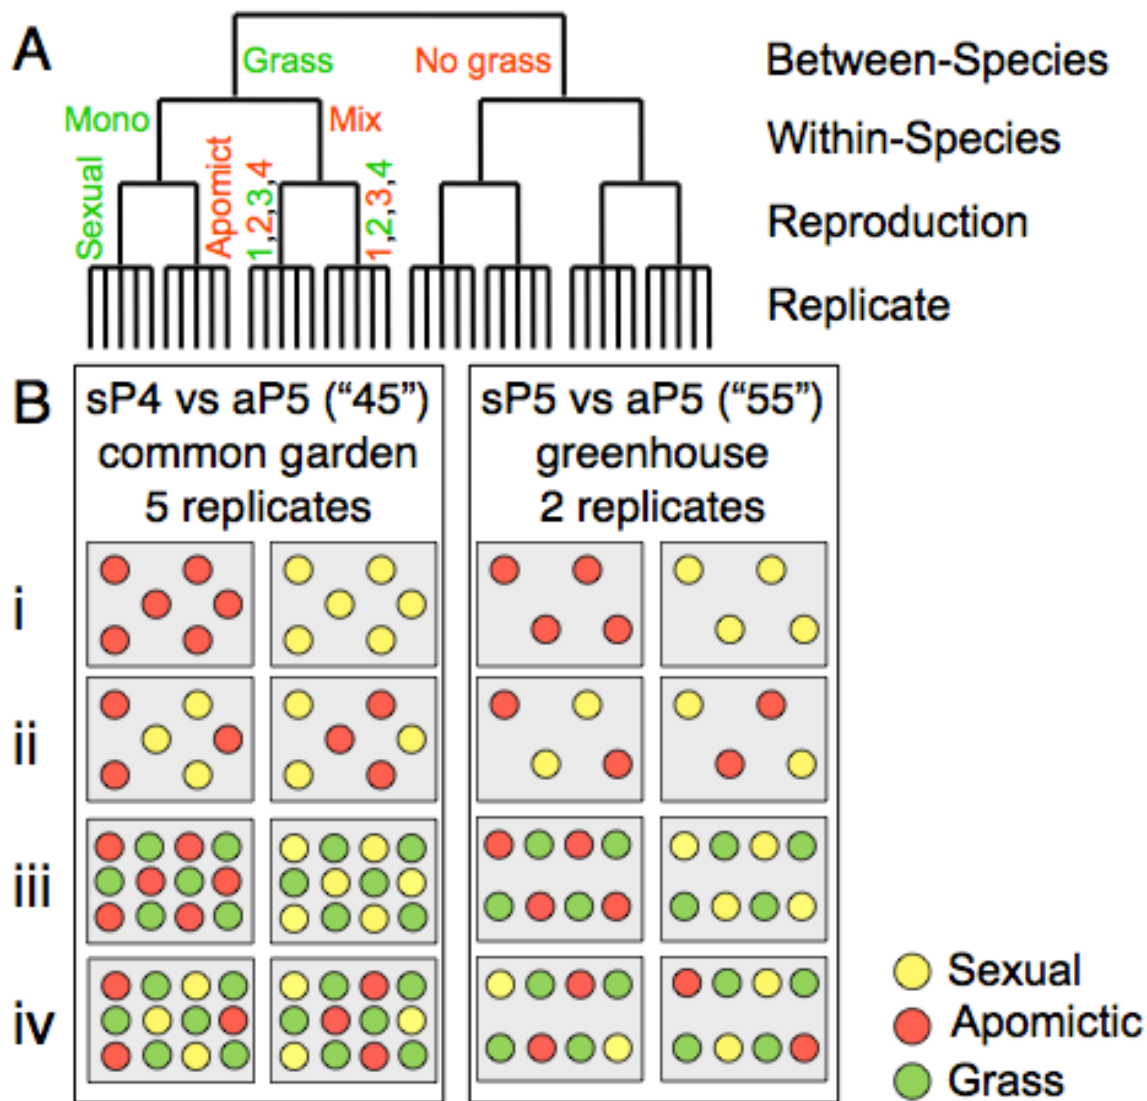 A
Grass
No grass
Between-Species
Mono
Mix
Within-Species
Sexual
Apomict
1,2,3,4
1,2,3,4
Reproduction
Replicate
B
sP4 vs aP5 (“45”)
common garden
5 replicates
sP5 vs aP5 (“55”)
greenhouse
2 replicates
i
ii
iii
iv
Sexual
Apomictic
Grass